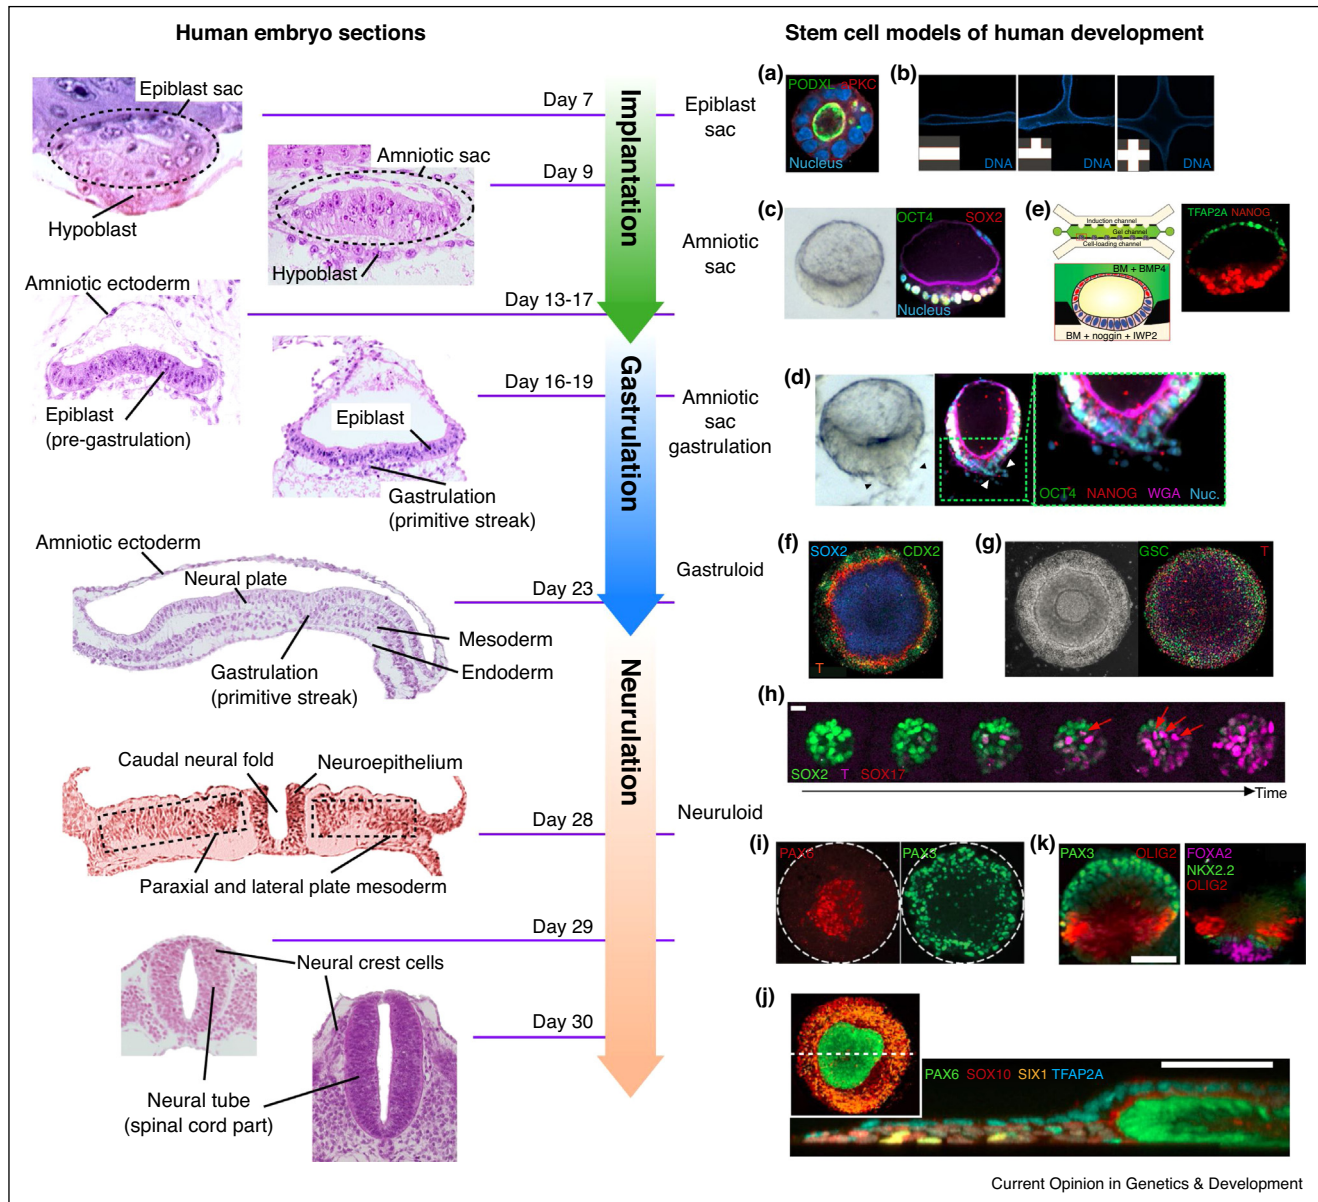 Human embryo sections
Stem cell models of human development
Epiblast sac
Hypoblast
Amniotic sac
Hypoblast
Amniotic ectoderm
Epiblast
(pre-gastrulation)
Epiblast
Gastrulation
(primitive streak)
Amniotic ectoderm
Neural plate
Mesoderm
Endoderm
Gastrulation
(primitive streak)
Caudal neural fold
Neuroepithelium
Paraxial and lateral plate mesoderm
Neural crest cells
Neural tube
(spinal cord part)
Day 7
Day 9
Day 13-17
Day 16-19
Day 23
Day 28
Day 29
Day 30
Implantation
Gastrulation
Neurulation
Epiblast
sac
Amniotic
sac
Amniotic
sac
gastrulation
Gastruloid
Neuruloid
(a)
PODXL aPKC
Nucleus
(b)
DNA
DNA
DNA
(c)
OCT4 SOX2
Nucleus
(e)
Induction channel
Gel channel
Cell-loading channel
BM + BMP4
BM + noggin + IWP2
TFAP2A NANOG
(d)
OCT4 NANOG WGA Nuc.
(f)
SOX2 CDX2
T
(g)
GSC T
(h)
SOX2 T SOX17
Time
(i)
PAX6
PAX3
(k)
PAX3 OLIG2
FOXA2
NKX2.2
OLIG2
(j)
PAX6 SOX10 SIX1 TFAP2A
Current Opinion in Genetics & Development